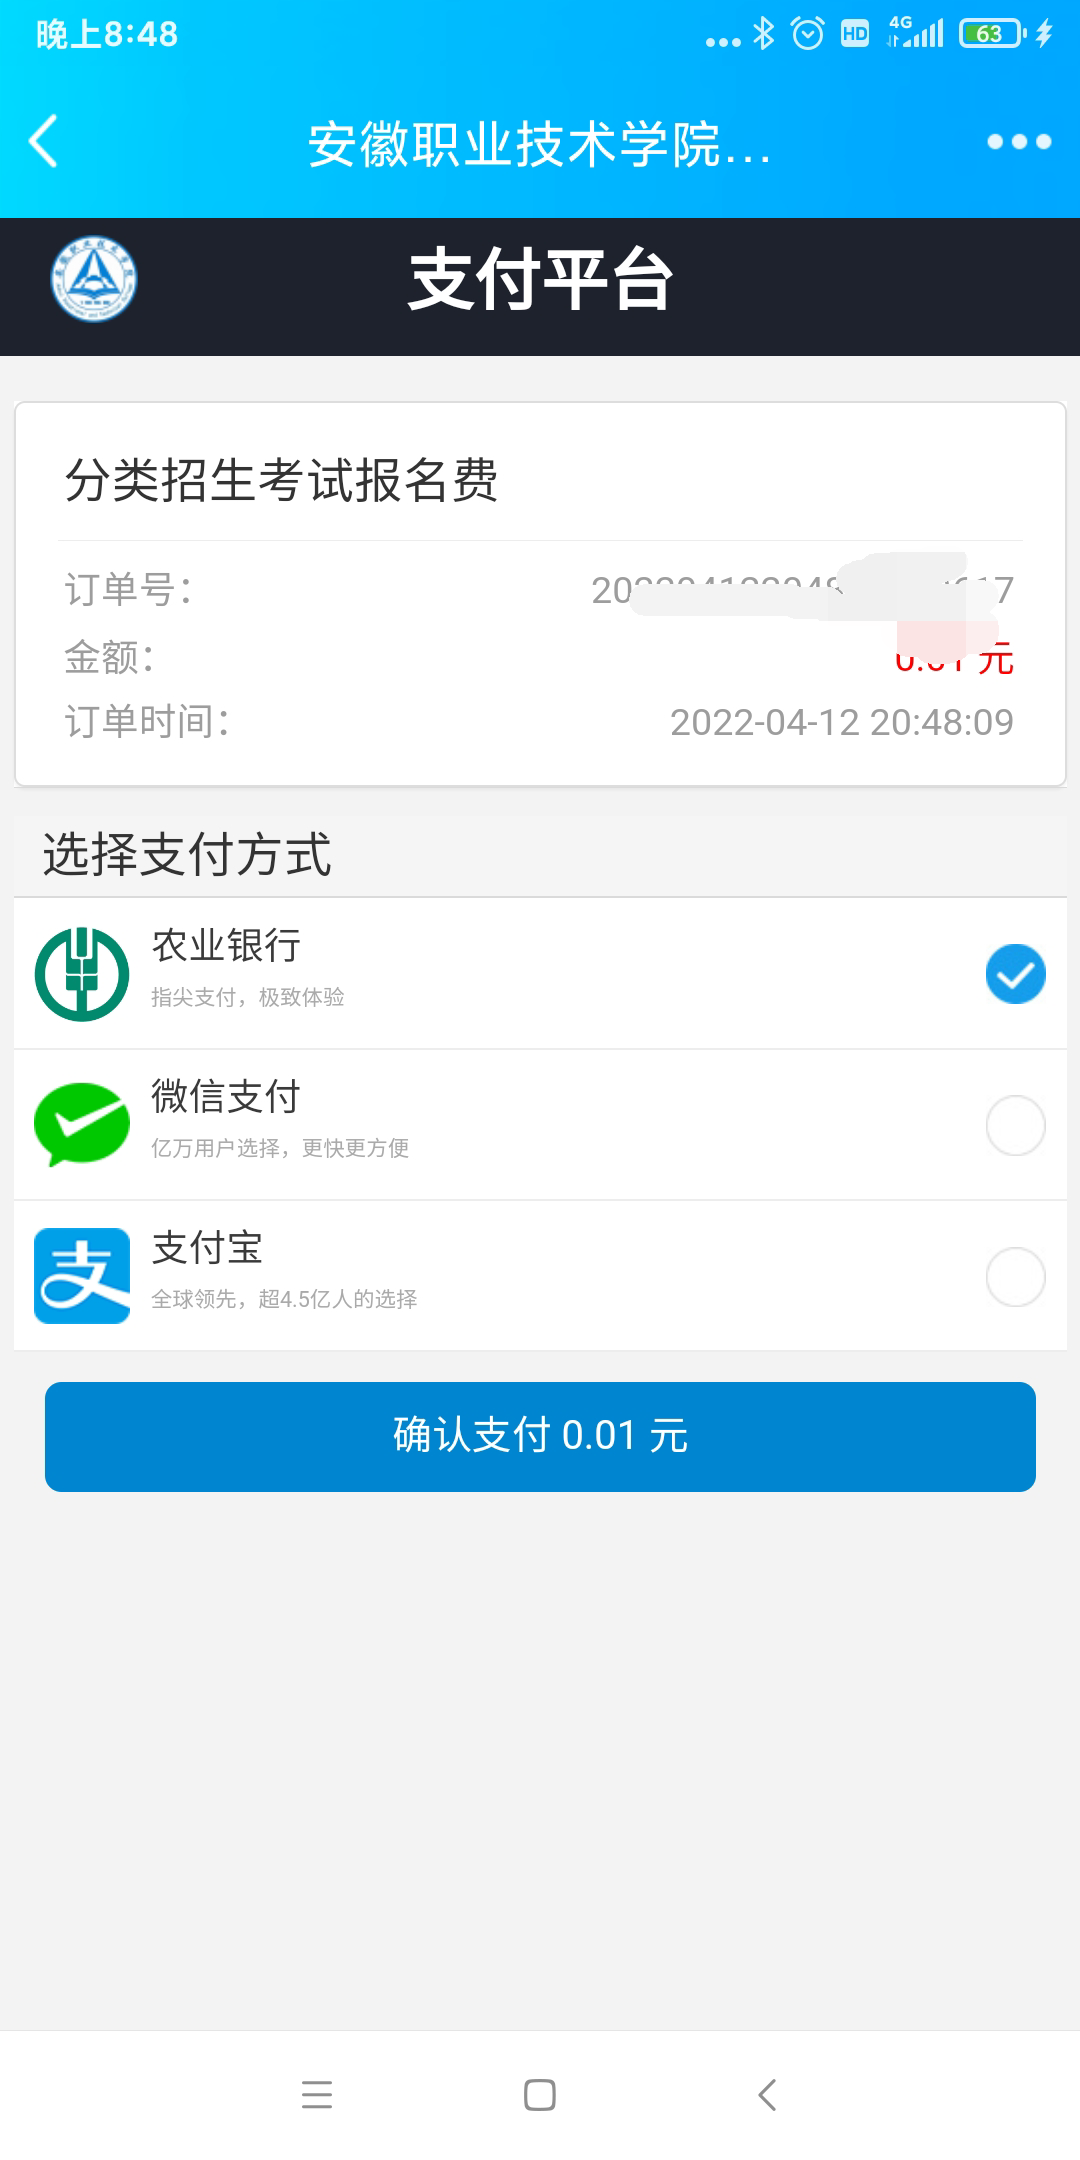 晚上8:48
4G
HD
63
安徽职业技术学院...
支付平台
分类招生考试报名费
订单号：
金额：
0.01 元
订单时间：
2022-04-12 20:48:09
选择支付方式
农业银行
指尖支付，极致体验
微信支付
亿万用户选择，更快更方便
支付宝
全球领先，超4.5亿人的选择
确认支付 0.01 元